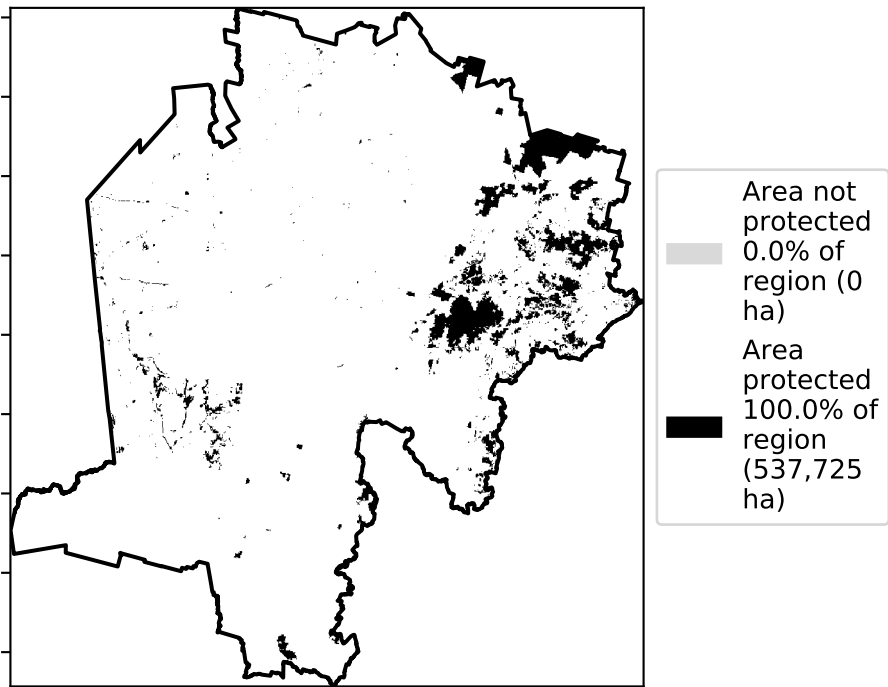 Area not
protected
0.0% of
region (0
ha)
Area
protected
100.0% of
region
(537,725
ha)